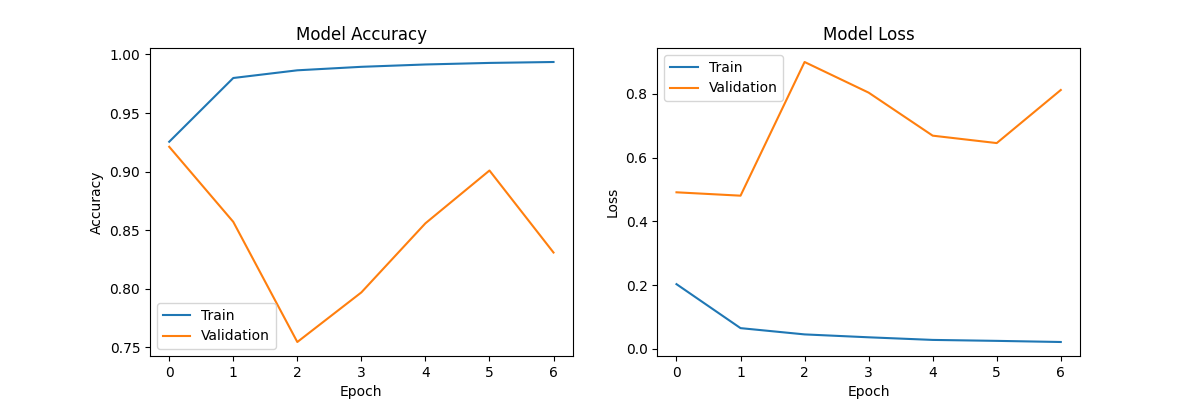 Model Accuracy
1.00
0.95
0.90
0.85
0.80
0.75
Accuracy
Train
Validation
0 1 2 3 4 5 6
Epoch
Model Loss
Train
Validation
0.8
0.6
0.4
0.2
0.0
Loss
0 1 2 3 4 5 6
Epoch